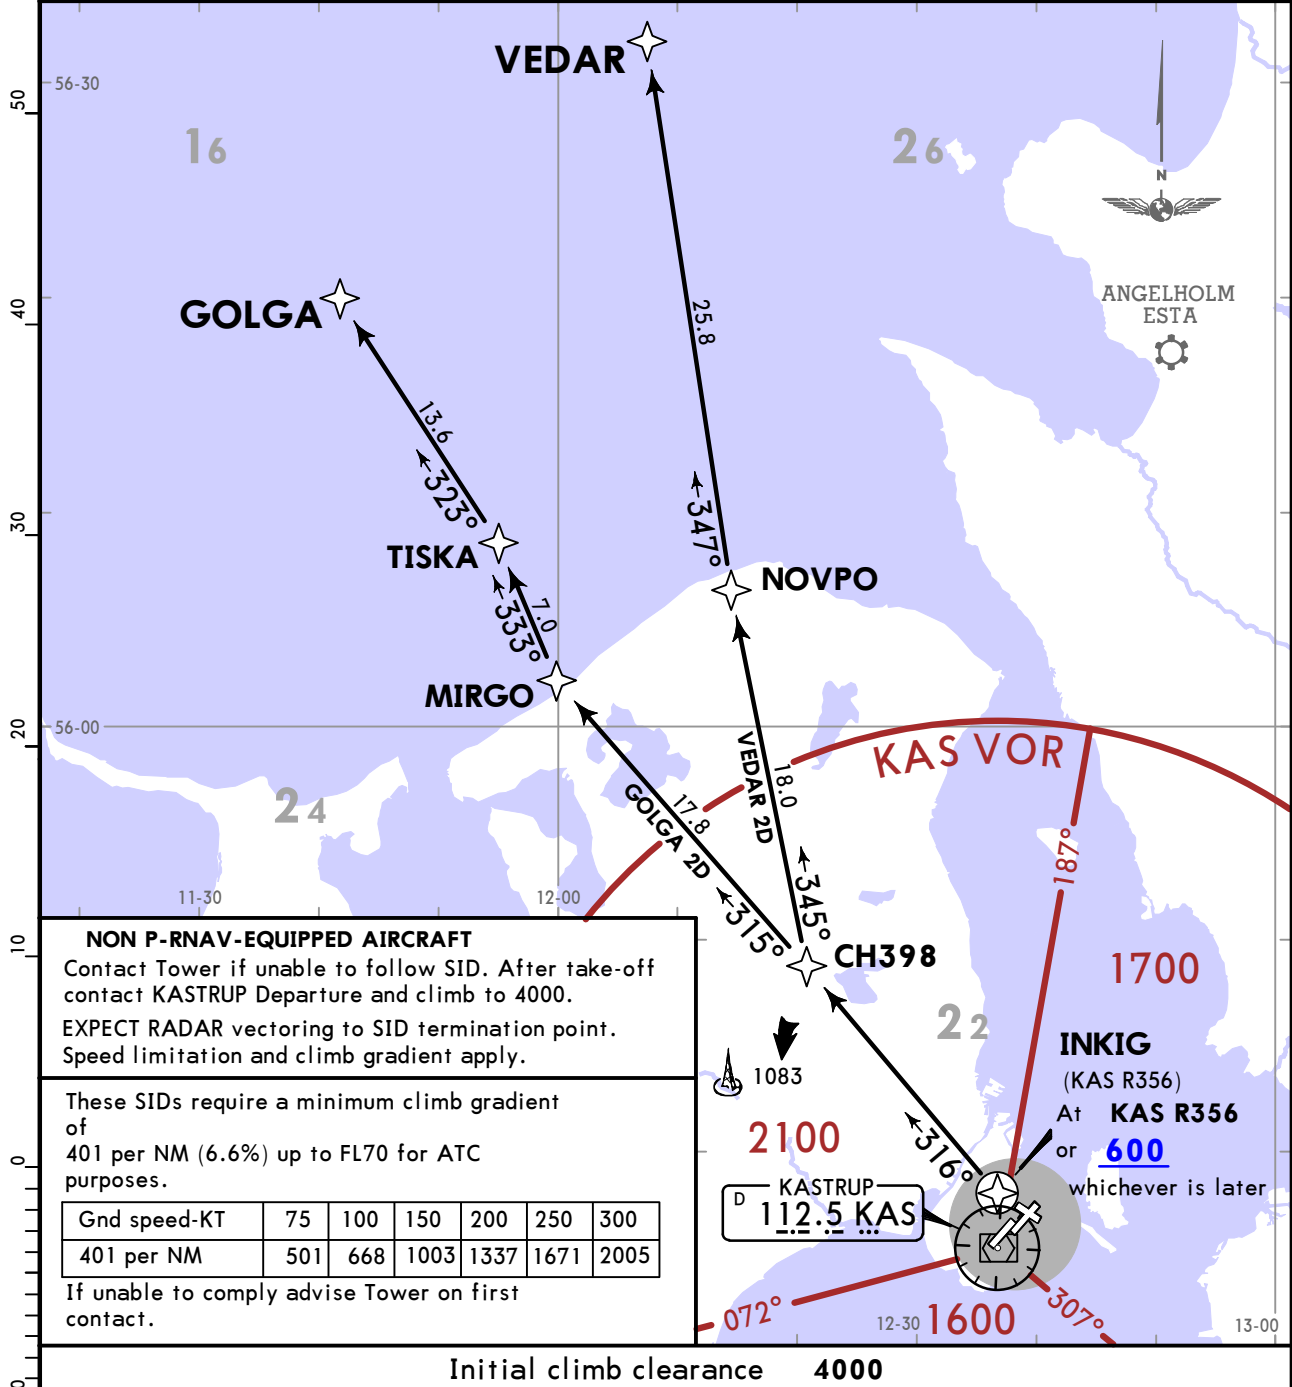 VEDAR
56-30
50
16
26
N
ANGELHOLM
ESTA
GOLGA
40
25.8
13.6
323°
347°
30
TISKA
NOVPO
7.0
333°
MIRGO
56-00
20
KAS VOR
VEDAR 2D
18.0
17.8
GOLGA 2D
24
187°
11-30
12-00
345°
315°
10
CH398
1700
NON P-RNAV-EQUIPPED AIRCRAFT
Contact Tower if unable to follow SID. After take-off
contact KASTRUP Departure and climb to 4000.
EXPECT RADAR vectoring to SID termination point.
Speed limitation and climb gradient apply.
22
INKIG
(KAS R356)
At KAS R356
or 600
whichever is later
1083
2100
316°
0
These SIDs require a minimum climb gradient
of
401 per NM (6.6%) up to FL70 for ATC
purposes.
Gnd speed-KT 75 100 150 200 250 300
401 per NM 501 668 1003 1337 1671 2005
If unable to comply advise Tower on first
contact.
KASTRUP
D 112.5 KAS
072°
12-30
1600
307°
13-00
Initial climb clearance 4000